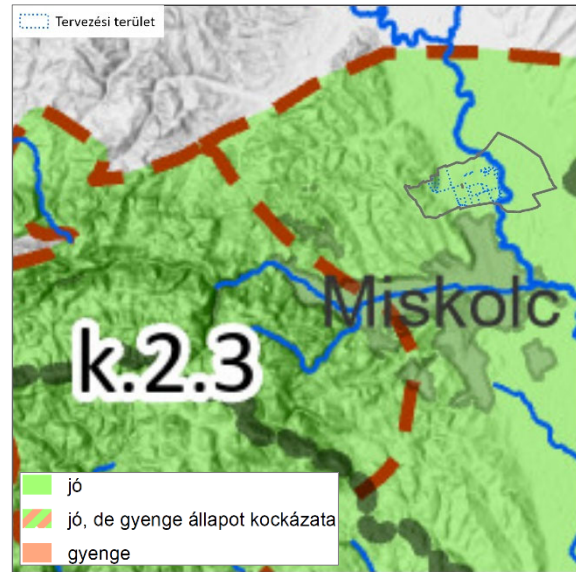 Tervezési terület
Miskolc
k.2.3
jó
jó, de gyenge állapot kockázata
gyenge